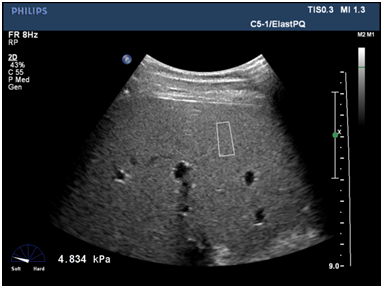 PHILIPS
TIS0.3 MI 1.3
C5-1/ElastPQ
FR 8Hz
RP
M2 M1
2D
43%
C 55
P Med
Gen
x
Soft Hard
4.834 kPa
9.0